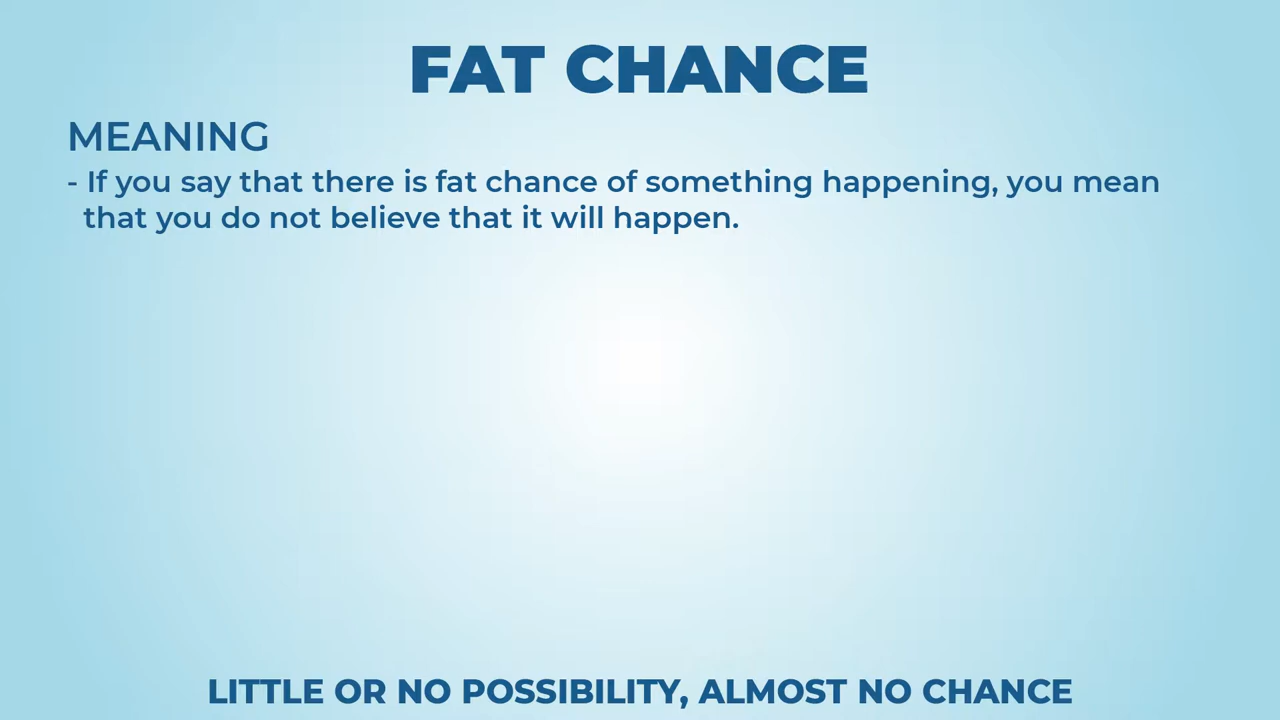 FAT CHANCE
MEANING
- If you say that there is fat chance of something happening, you mean
that you do not believe that it will happen.
LITTLE OR NO POSSIBILITY, ALMOST NO CHANCE